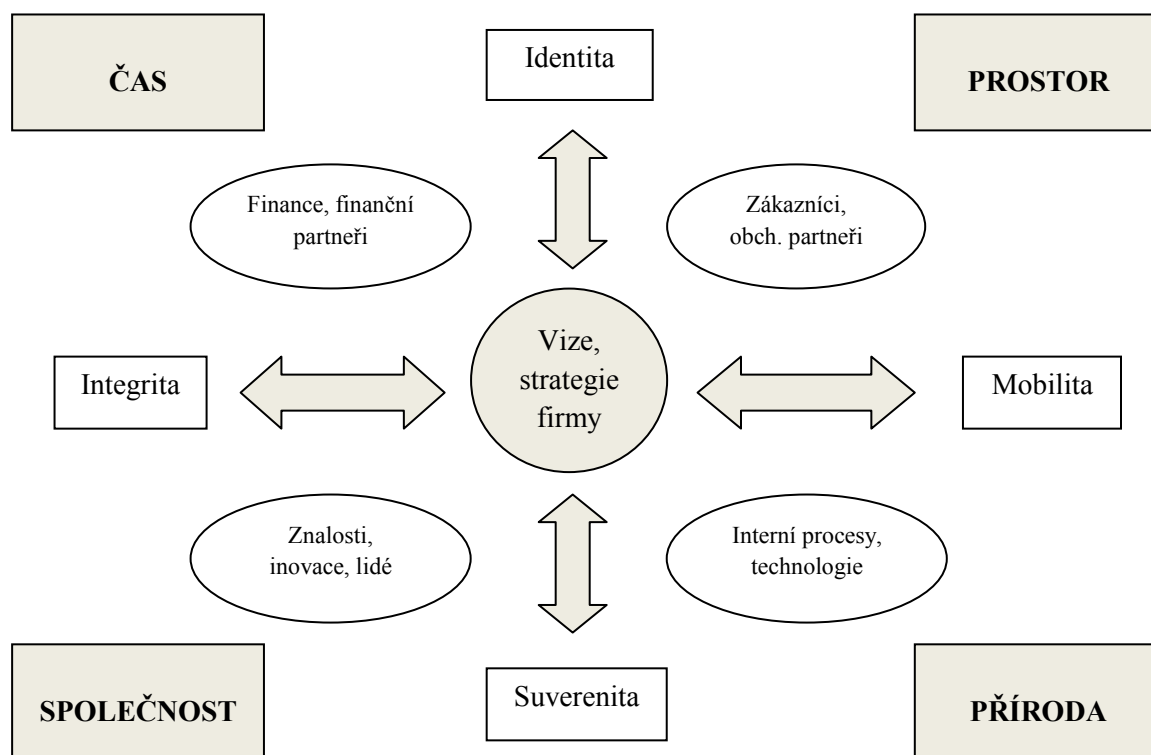 Identita
ČAS
PROSTOR
Finance, finanční
partneři
Zákazníci,
obch. partneři
Vize,
strategie
firmy
Integrita
Mobilita
Znalosti,
inovace, lidé
Interní procesy,
technologie
SPOLEČNOST
Suverenita
PŘÍRODA